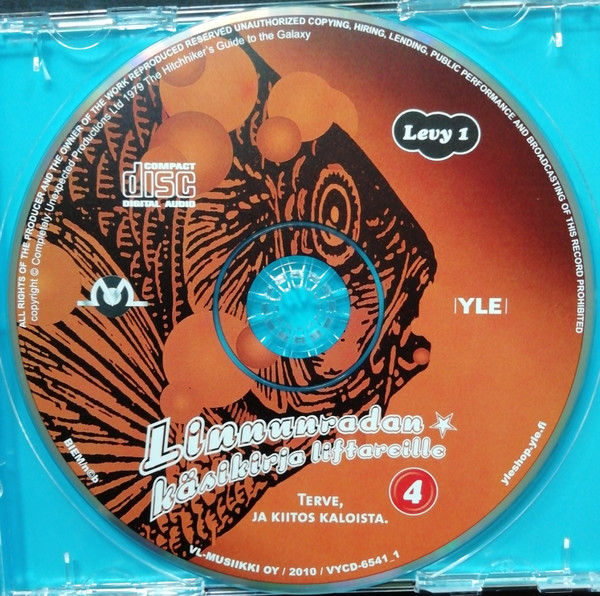 ALL RIGHTS OF THE PRODUCER AND THE OWNER OF THE WORK REPRODUCED RESERVED UNAUTHORIZED COPYING, HIRING, LENDING, PUBLIC PERFORMANCE AND BROADCASTING OF THIS RECORD PROHIBITED
copyright © Completely Unexpected Productions Ltd 1979 The Hitchhiker's Guide to the Galaxy
Levy 1
COMPACT
disc
DIGITAL AUDIO
YLE
Linnunradan
käsikirja liftareille
4
TERVE,
JA KIITOS KALOISTA.
BIEM/n©b
yleshop.yle.fi
VL-MUSIIKKI OY / 2010 / VYCD-6541_1